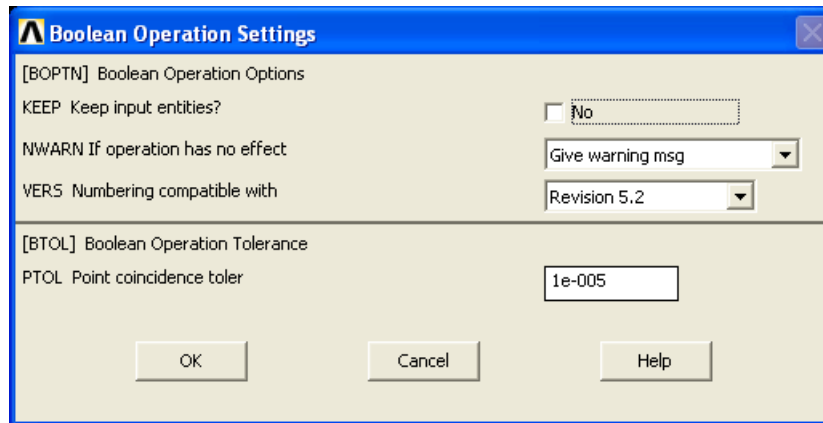 Boolean Operation Settings
[BOPTN] Boolean Operation Options
KEEP Keep input entities?
No
NWARN If operation has no effect
Give warning msg
VERS Numbering compatible with
Revision 5.2
[BTOL] Boolean Operation Tolerance
PTOL Point coincidence toler
1e-005
OK Cancel Help